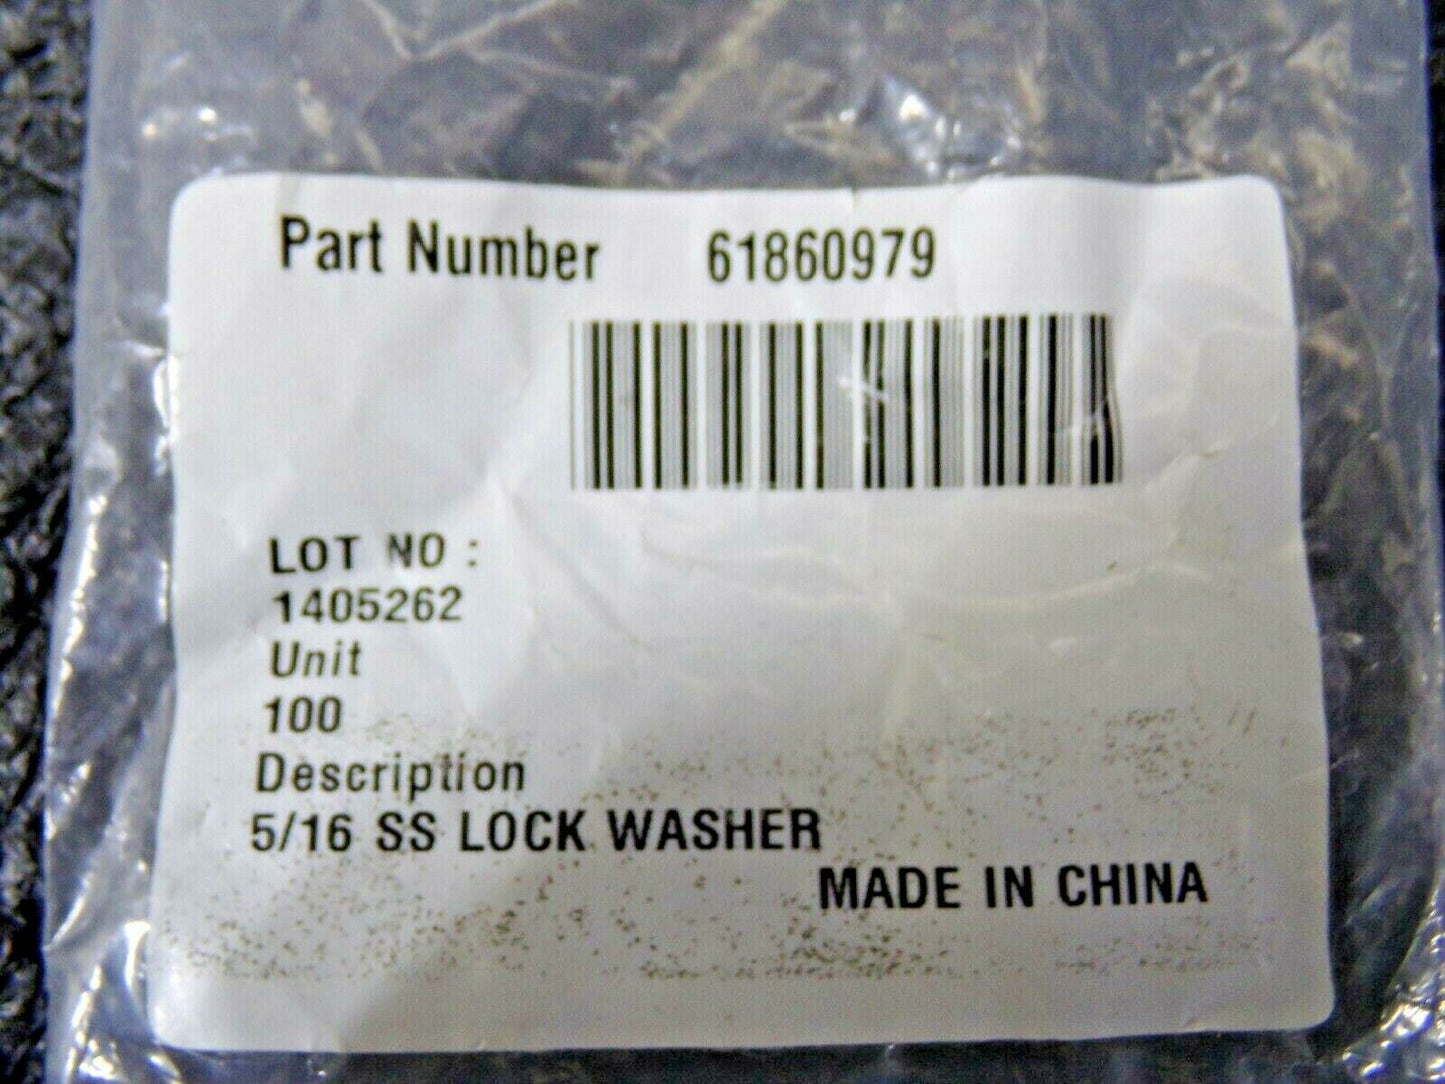 Part Number 61860979
LOT NO :
1405262
Unit
100
Description
5/16 SS LOCK WASHER
MADE IN CHINA